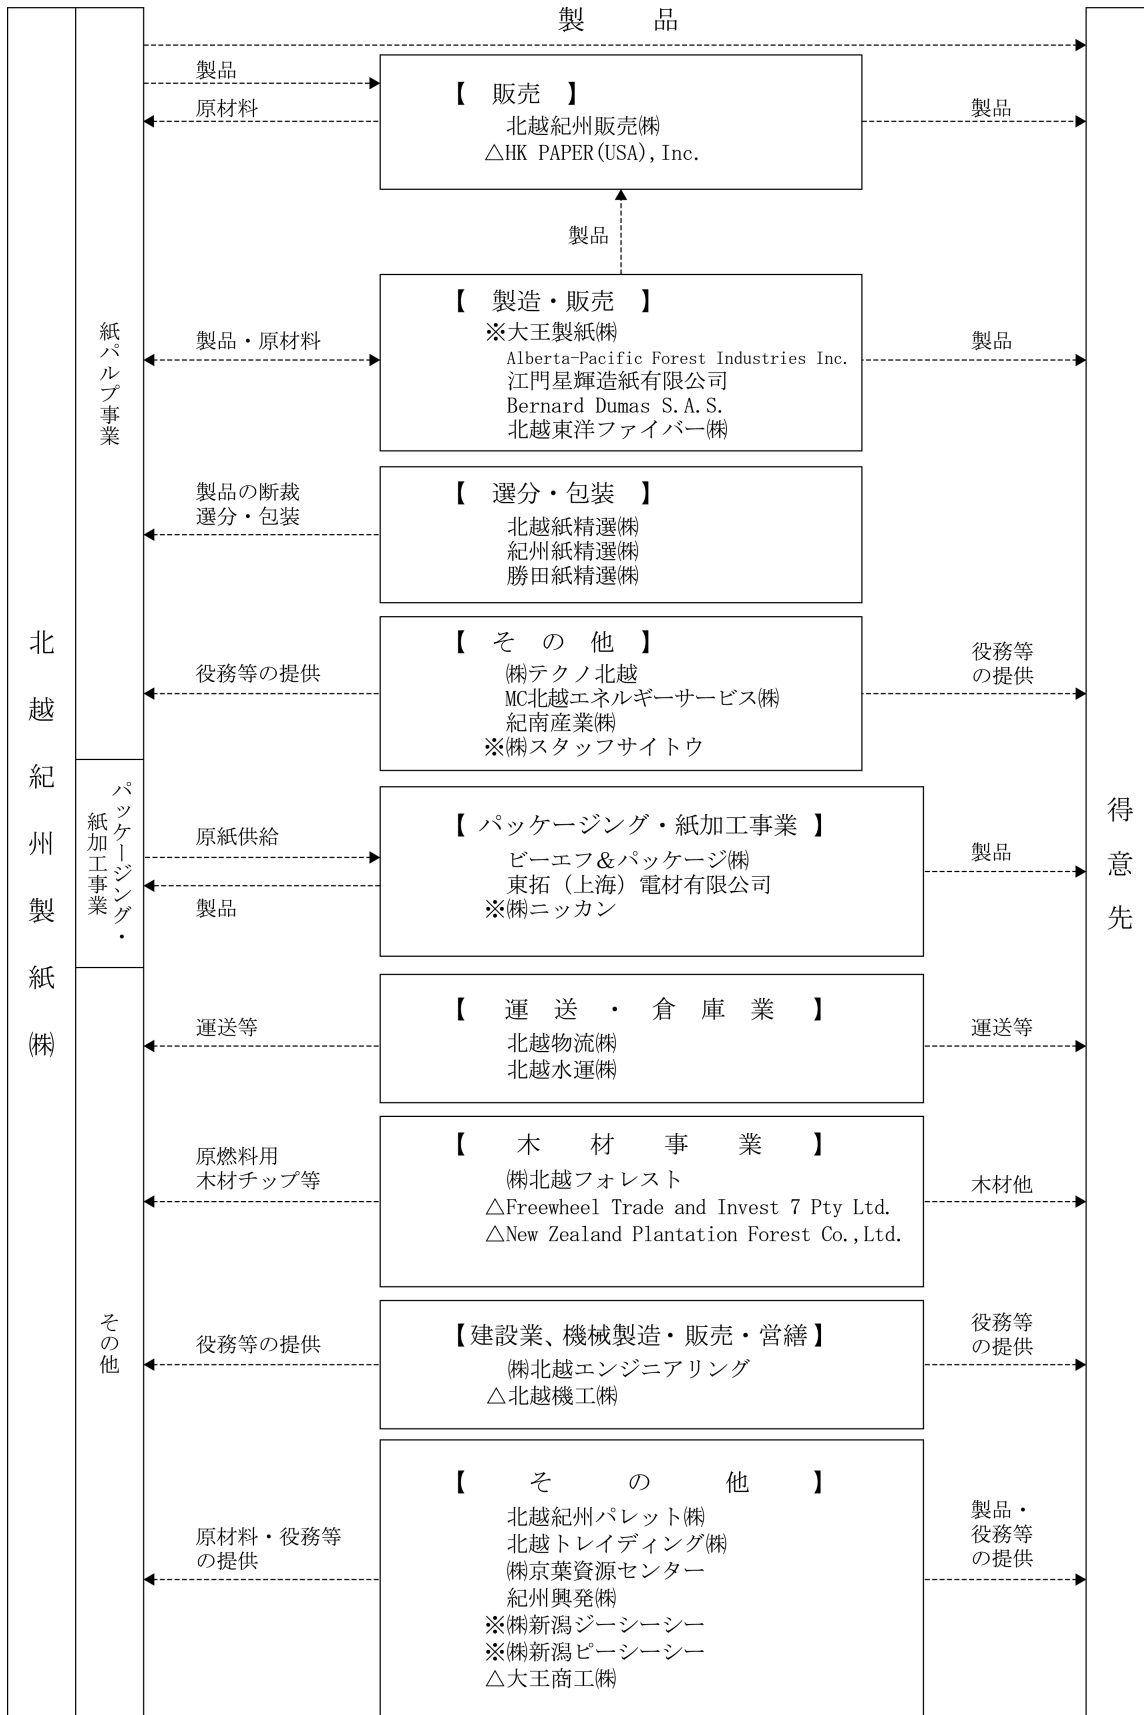 製品
製品
原材料
【 販売 】
北越紀州販売㈱
△HK PAPER(USA), Inc.
製品
製品
【 製造・販売 】
※大王製紙㈱
Alberta-Pacific Forest Industries Inc.
江門星輝造紙有限公司
Bernard Dumas S.A.S.
北越東洋ファイバー㈱
製品・原材料
製品
紙パルプ事業
製品の断裁
選分・包装
【 選分・包装 】
北越紙精選㈱
紀州紙精選㈱
勝田紙精選㈱
【 そ の 他 】
㈱テクノ北越
MC北越エネルギーサービス㈱
紀南産業㈱
※㈱スタッフサイトウ
役務等の提供
役務等
の提供
北越紀州製紙㈱
パッケージング・
紙加工事業
原紙供給
製品
【 パッケージング・紙加工事業 】
ビーエフ&パッケージ㈱
東拓（上海）電材有限公司
※㈱ニッカン
製品
得意先
運送等
【 運 送 ・ 倉 庫 業 】
北越物流㈱
北越水運㈱
運送等
原燃料用
木材チップ等
【 木 材 事 業 】
㈱北越フォレスト
△Freewheel Trade and Invest 7 Pty Ltd.
△New Zealand Plantation Forest Co.,Ltd.
木材他
その他
役務等の提供
【建設業、機械製造・販売・営繕】
㈱北越エンジニアリング
△北越機工㈱
役務等
の提供
原材料・役務等
の提供
【 そ の 他 】
北越紀州パレット㈱
北越トレイディング㈱
㈱京葉資源センター
紀州興発㈱
※㈱新潟ジーシーシー
※㈱新潟ピーシーシー
△大王商工㈱
製品・
役務等
の提供